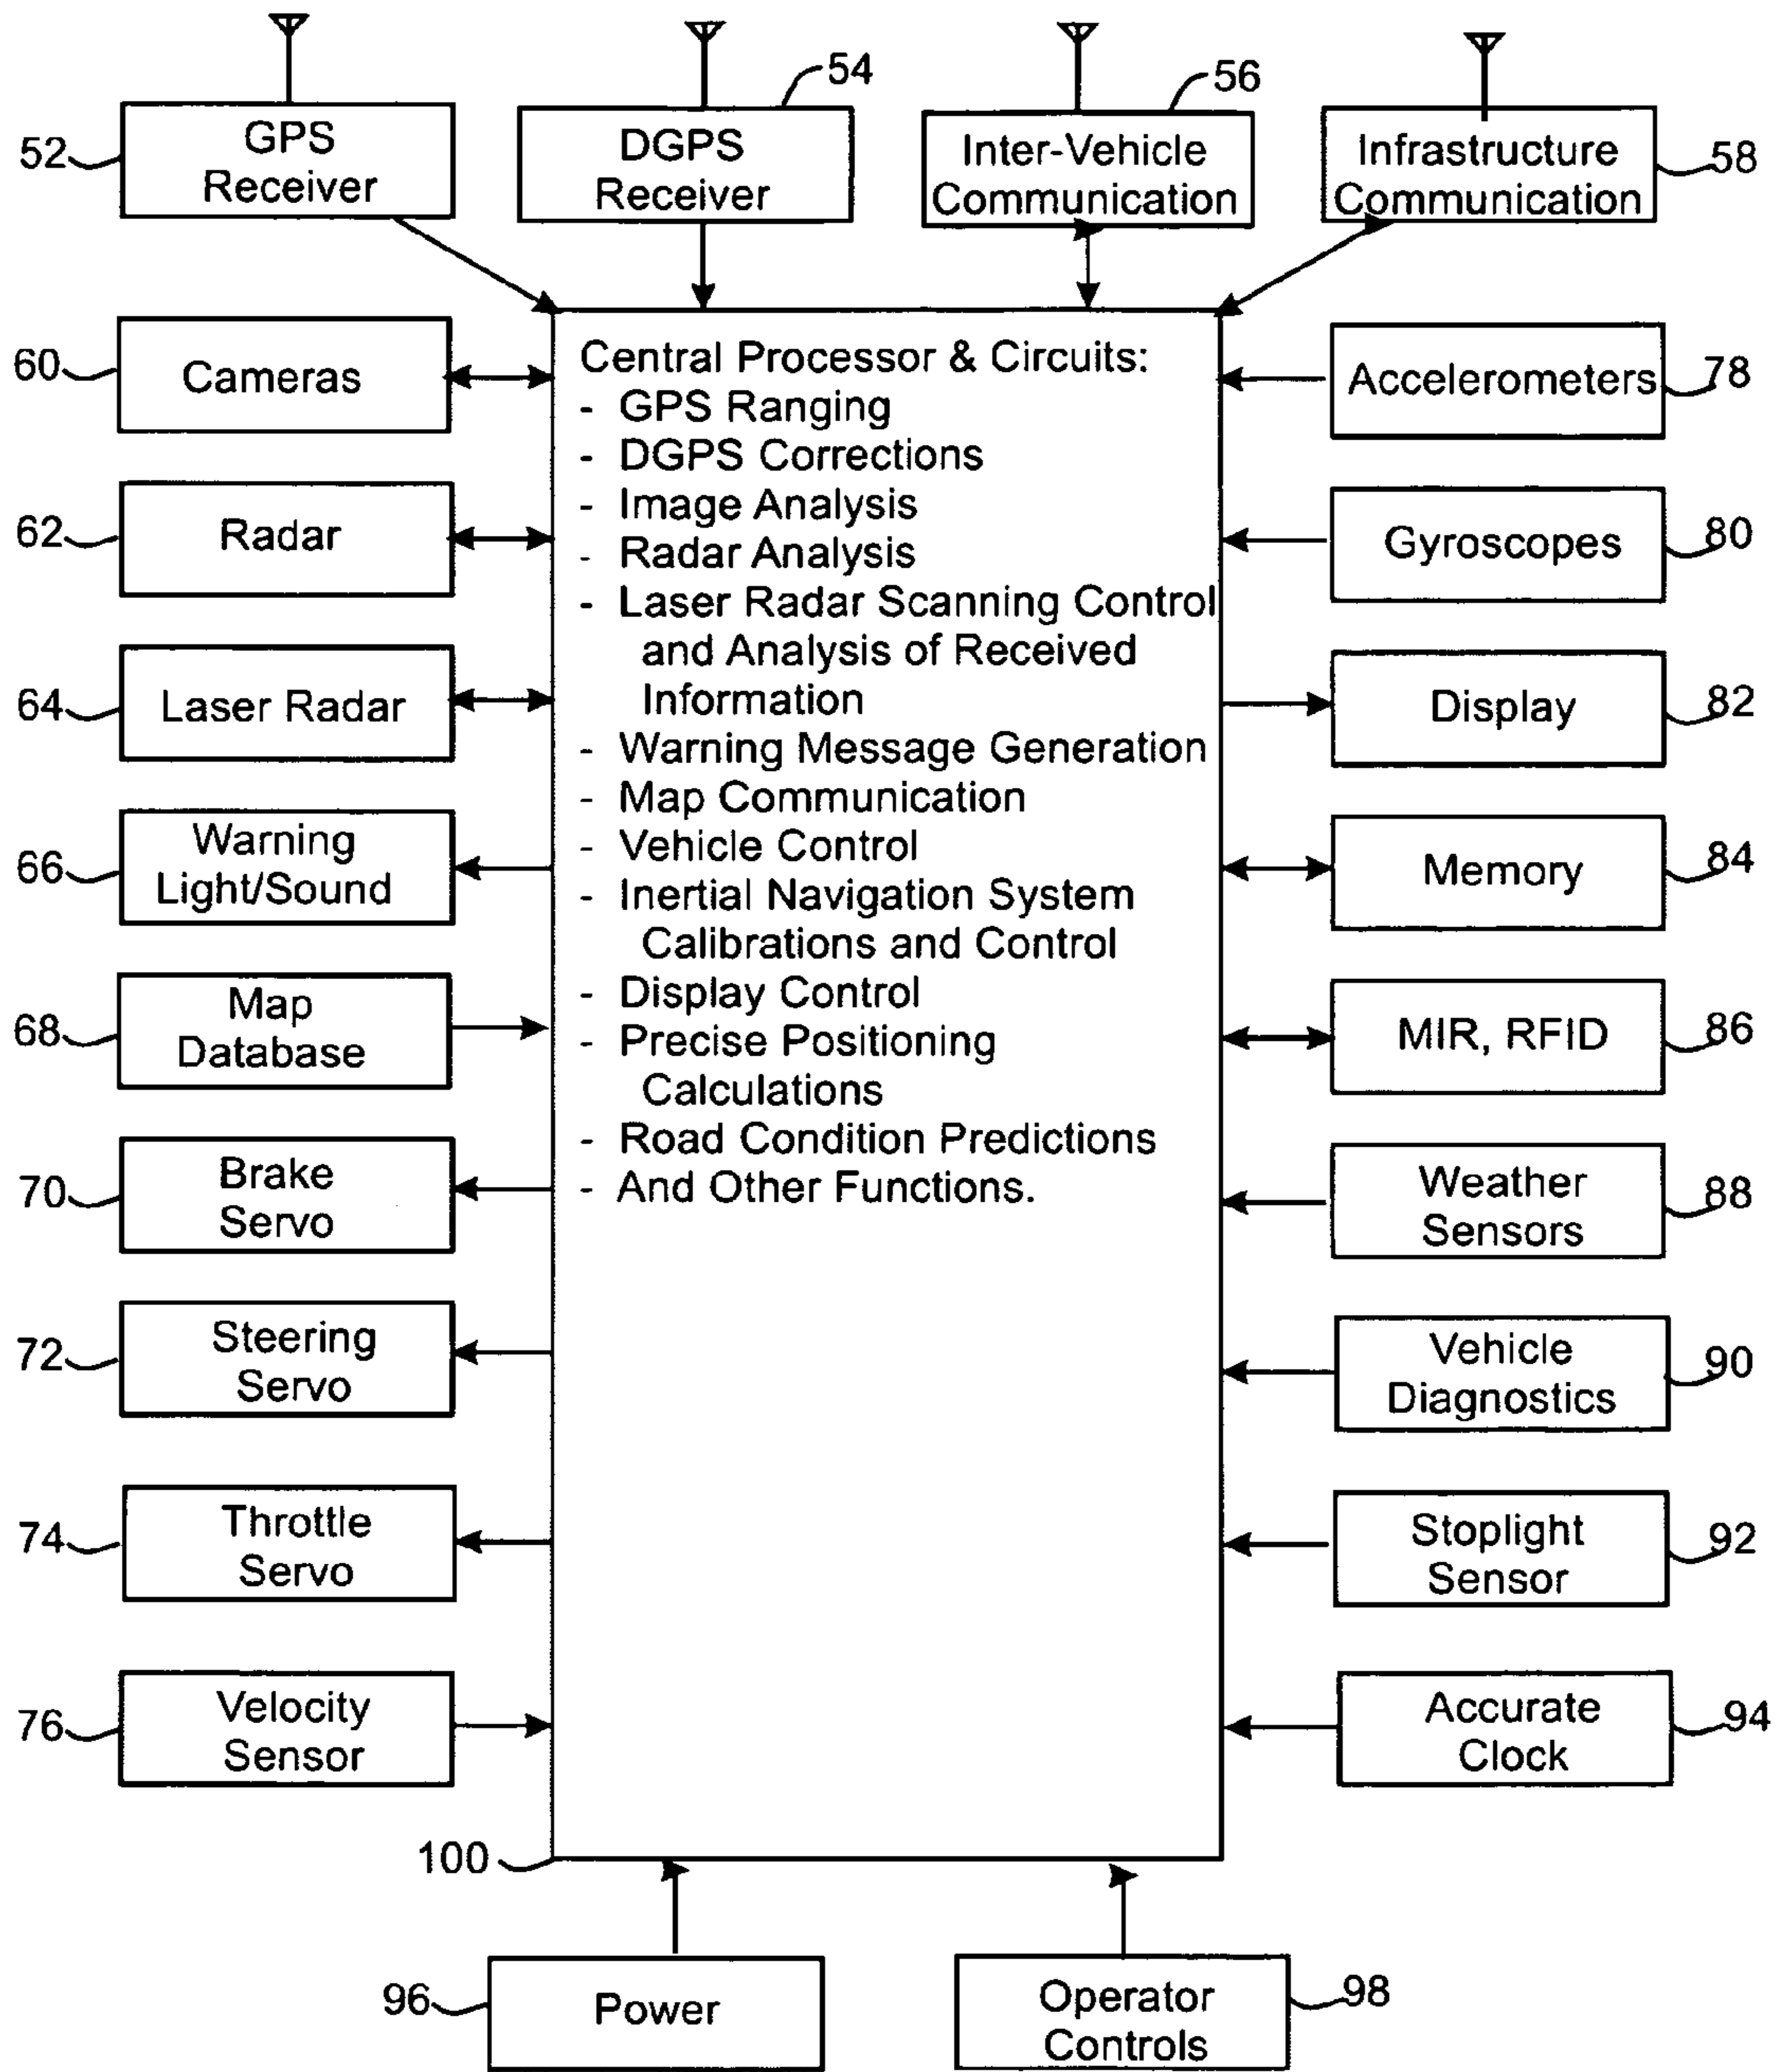 54
56
52
GPS
Receiver
DGPS
Receiver
Inter-Vehicle
Communication
Infrastructure
Communication
58
60
Cameras
62
Radar
64
Laser Radar
66
Warning
Light/Sound
68
Map
Database
70
Brake
Servo
72
Steering
Servo
74
Throttle
Servo
76
Velocity
Sensor
Central Processor & Circuits:
- GPS Ranging
- DGPS Corrections
- Image Analysis
- Radar Analysis
- Laser Radar Scanning Control
and Analysis of Received
Information
- Warning Message Generation
- Map Communication
- Vehicle Control
- Inertial Navigation System
Calibrations and Control
- Display Control
- Precise Positioning
Calculations
- Road Condition Predictions
- And Other Functions.
100
Accelerometers
78
Gyroscopes
80
Display
82
Memory
84
MIR, RFID
86
Weather
Sensors
88
Vehicle
Diagnostics
90
Stoplight
Sensor
92
Accurate
Clock
94
96
Power
Operator
Controls
98